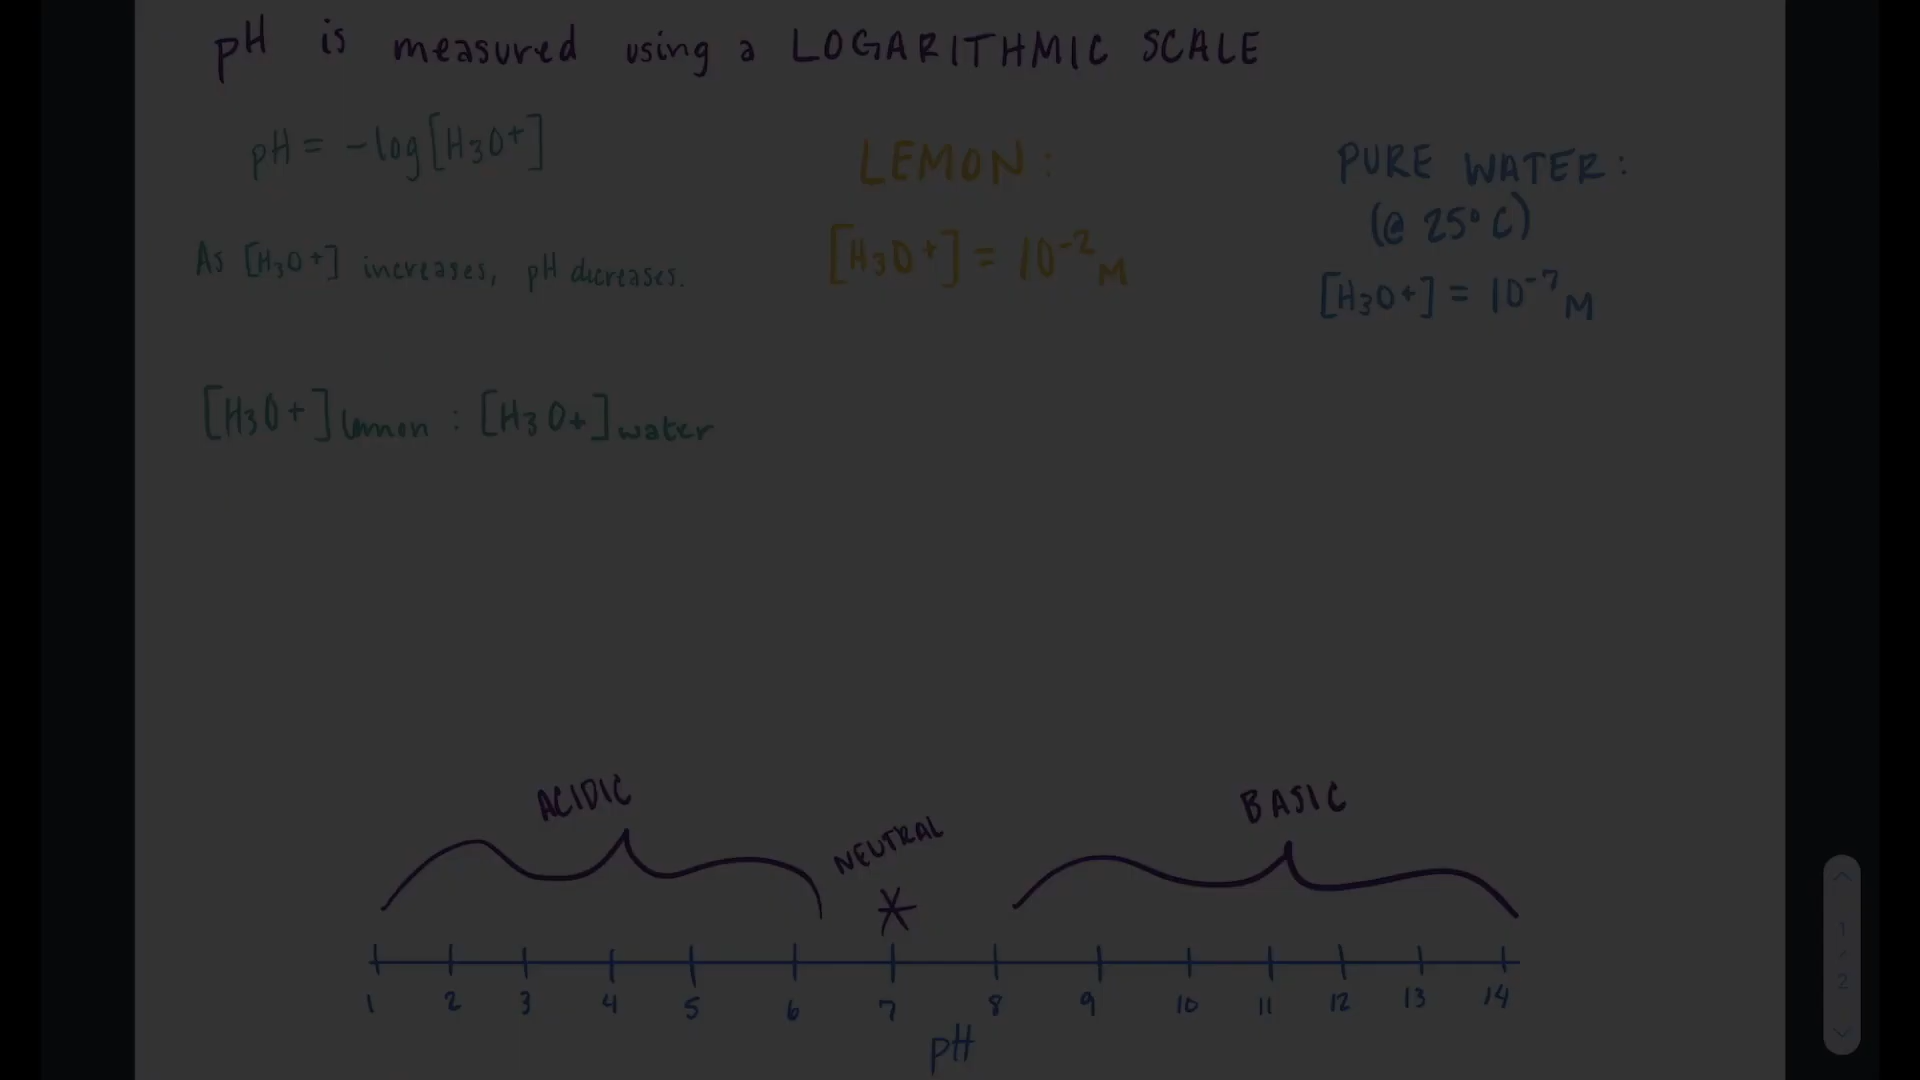 pH is measured using a LOGARITHMIC SCALE
pH = -log[H3O+]
As [H3O+] increases, pH decreases.
LEMON:
[H3O+] = 10⁻² M
PURE WATER:
(@ 25°C)
[H3O+] = 10⁻⁷ M
[H3O+]lemon : [H3O+]water
ACIDIC
NEUTRAL
BASIC
1 2 3 4 5 6 7 8 9 10 11 12 13 14
pH
1
/
2